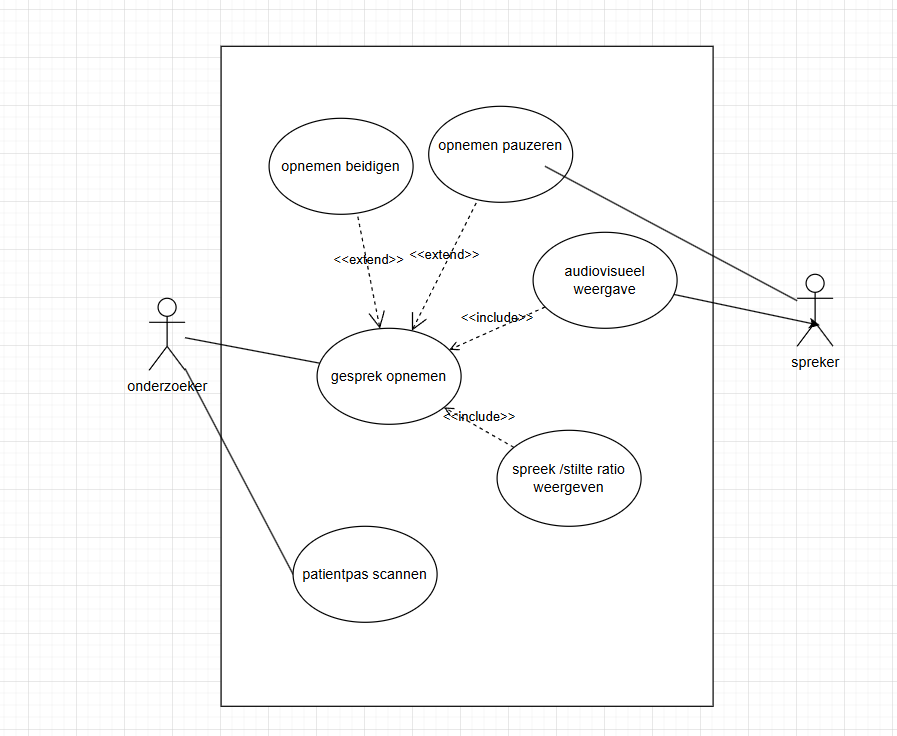 opnemen pauzeren
opnemen beidigen
<<extend>>
<<extend>>
audiovisueel
weergave
<<include>>
spreker
gesprek opnemen
onderzoeker
<<include>>
spreek /stilte ratio
weergeven
patientpas scannen